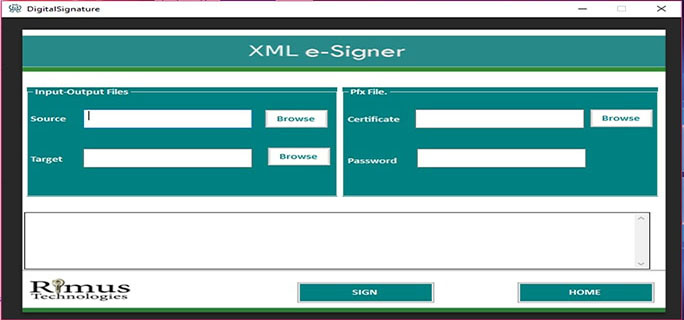 DigitalSignature
XML e-Signer
Input-Output Files
Source
Browse
Target
Browse
Pfx File.
Certificate
Browse
Password
Rimus
Technologies
SIGN
HOME